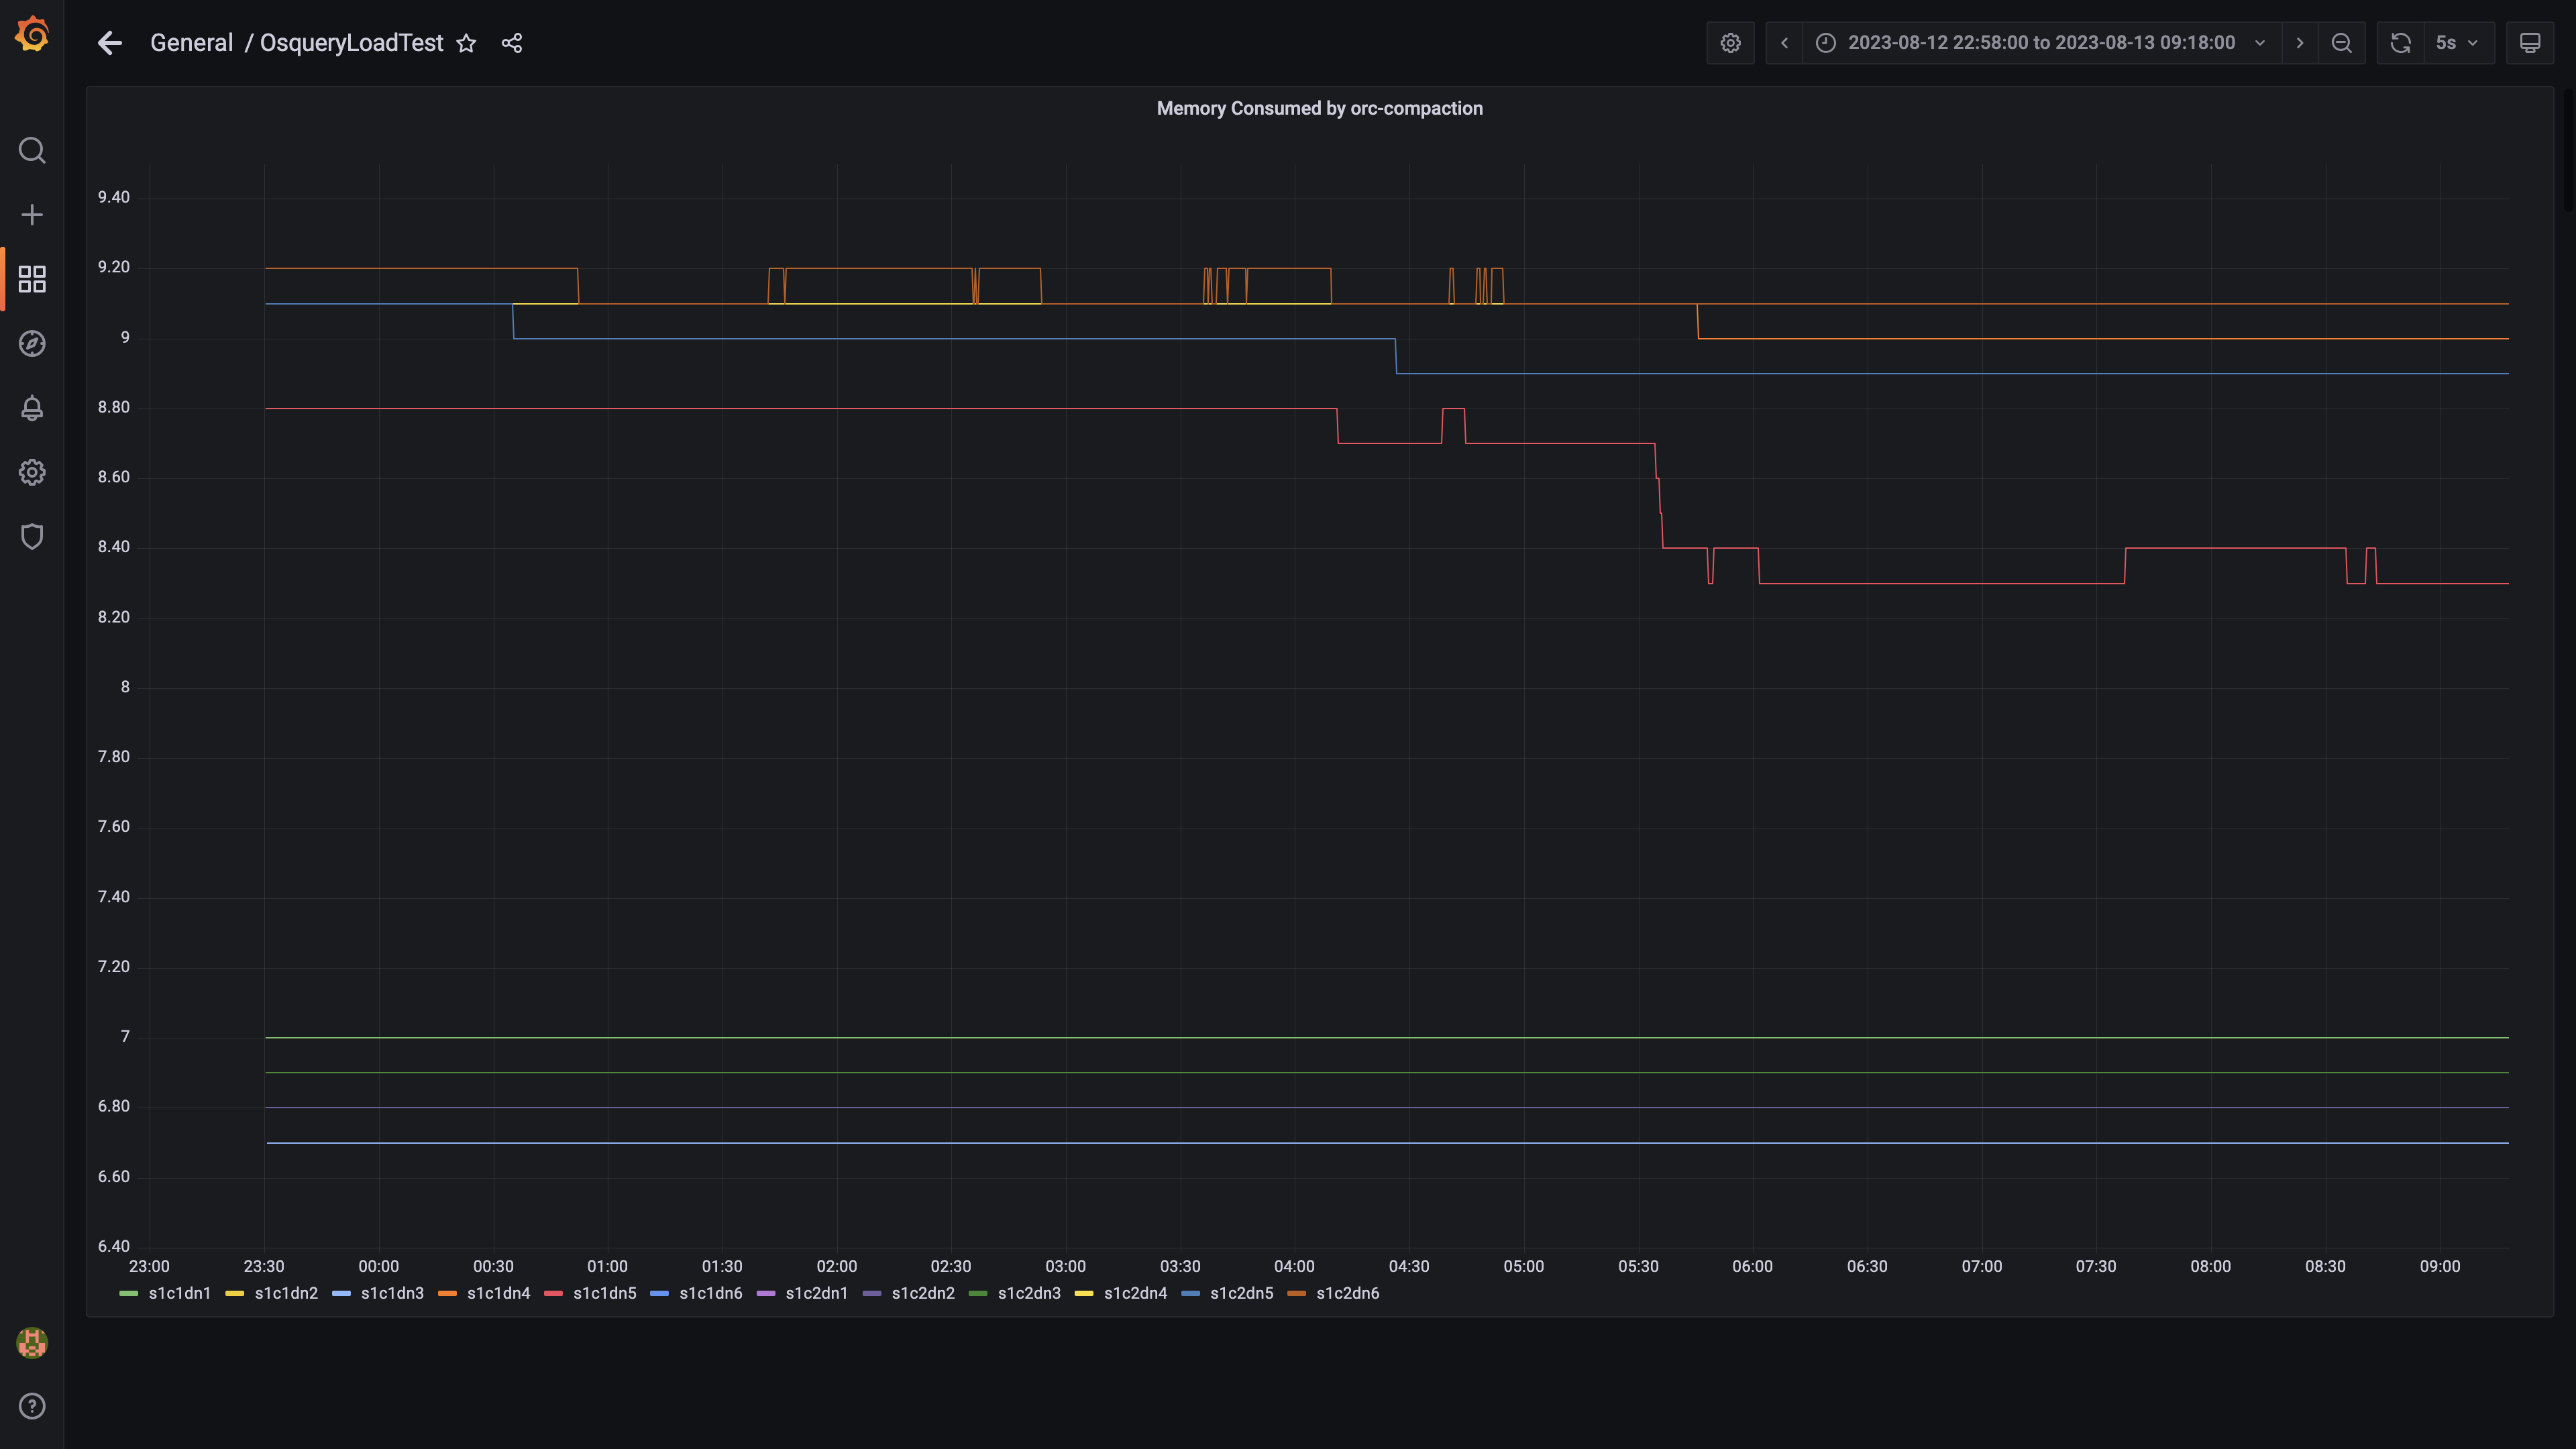 General / OsqueryLoadTest
2023-08-12 22:58:00 to 2023-08-13 09:18:00
5s
Memory Consumed by orc-compaction
9.40
9.20
9
8.80
8.60
8.40
8.20
8
7.80
7.60
7.40
7.20
7
6.80
6.60
6.40
23:00 23:30 00:00 00:30 01:00 01:30 02:00 02:30 03:00 03:30 04:00 04:30 05:00 05:30 06:00 06:30 07:00 07:30 08:00 08:30 09:00
s1c1dn1 s1c1dn2 s1c1dn3 s1c1dn4 s1c1dn5 s1c1dn6 s1c2dn1 s1c2dn2 s1c2dn3 s1c2dn4 s1c2dn5 s1c2dn6